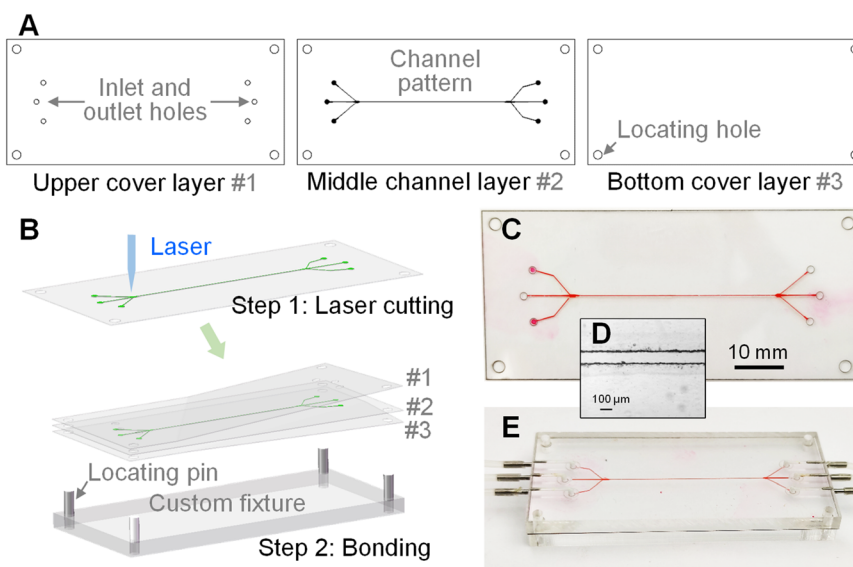 A
Inlet and
outlet holes
Channel
pattern
Locating hole
Upper cover layer #1
Middle channel layer #2
Bottom cover layer #3
B
Laser
Step 1: Laser cutting
#1
#2
#3
Locating pin
Custom fixture
Step 2: Bonding
C
10 mm
D
100 µm
E